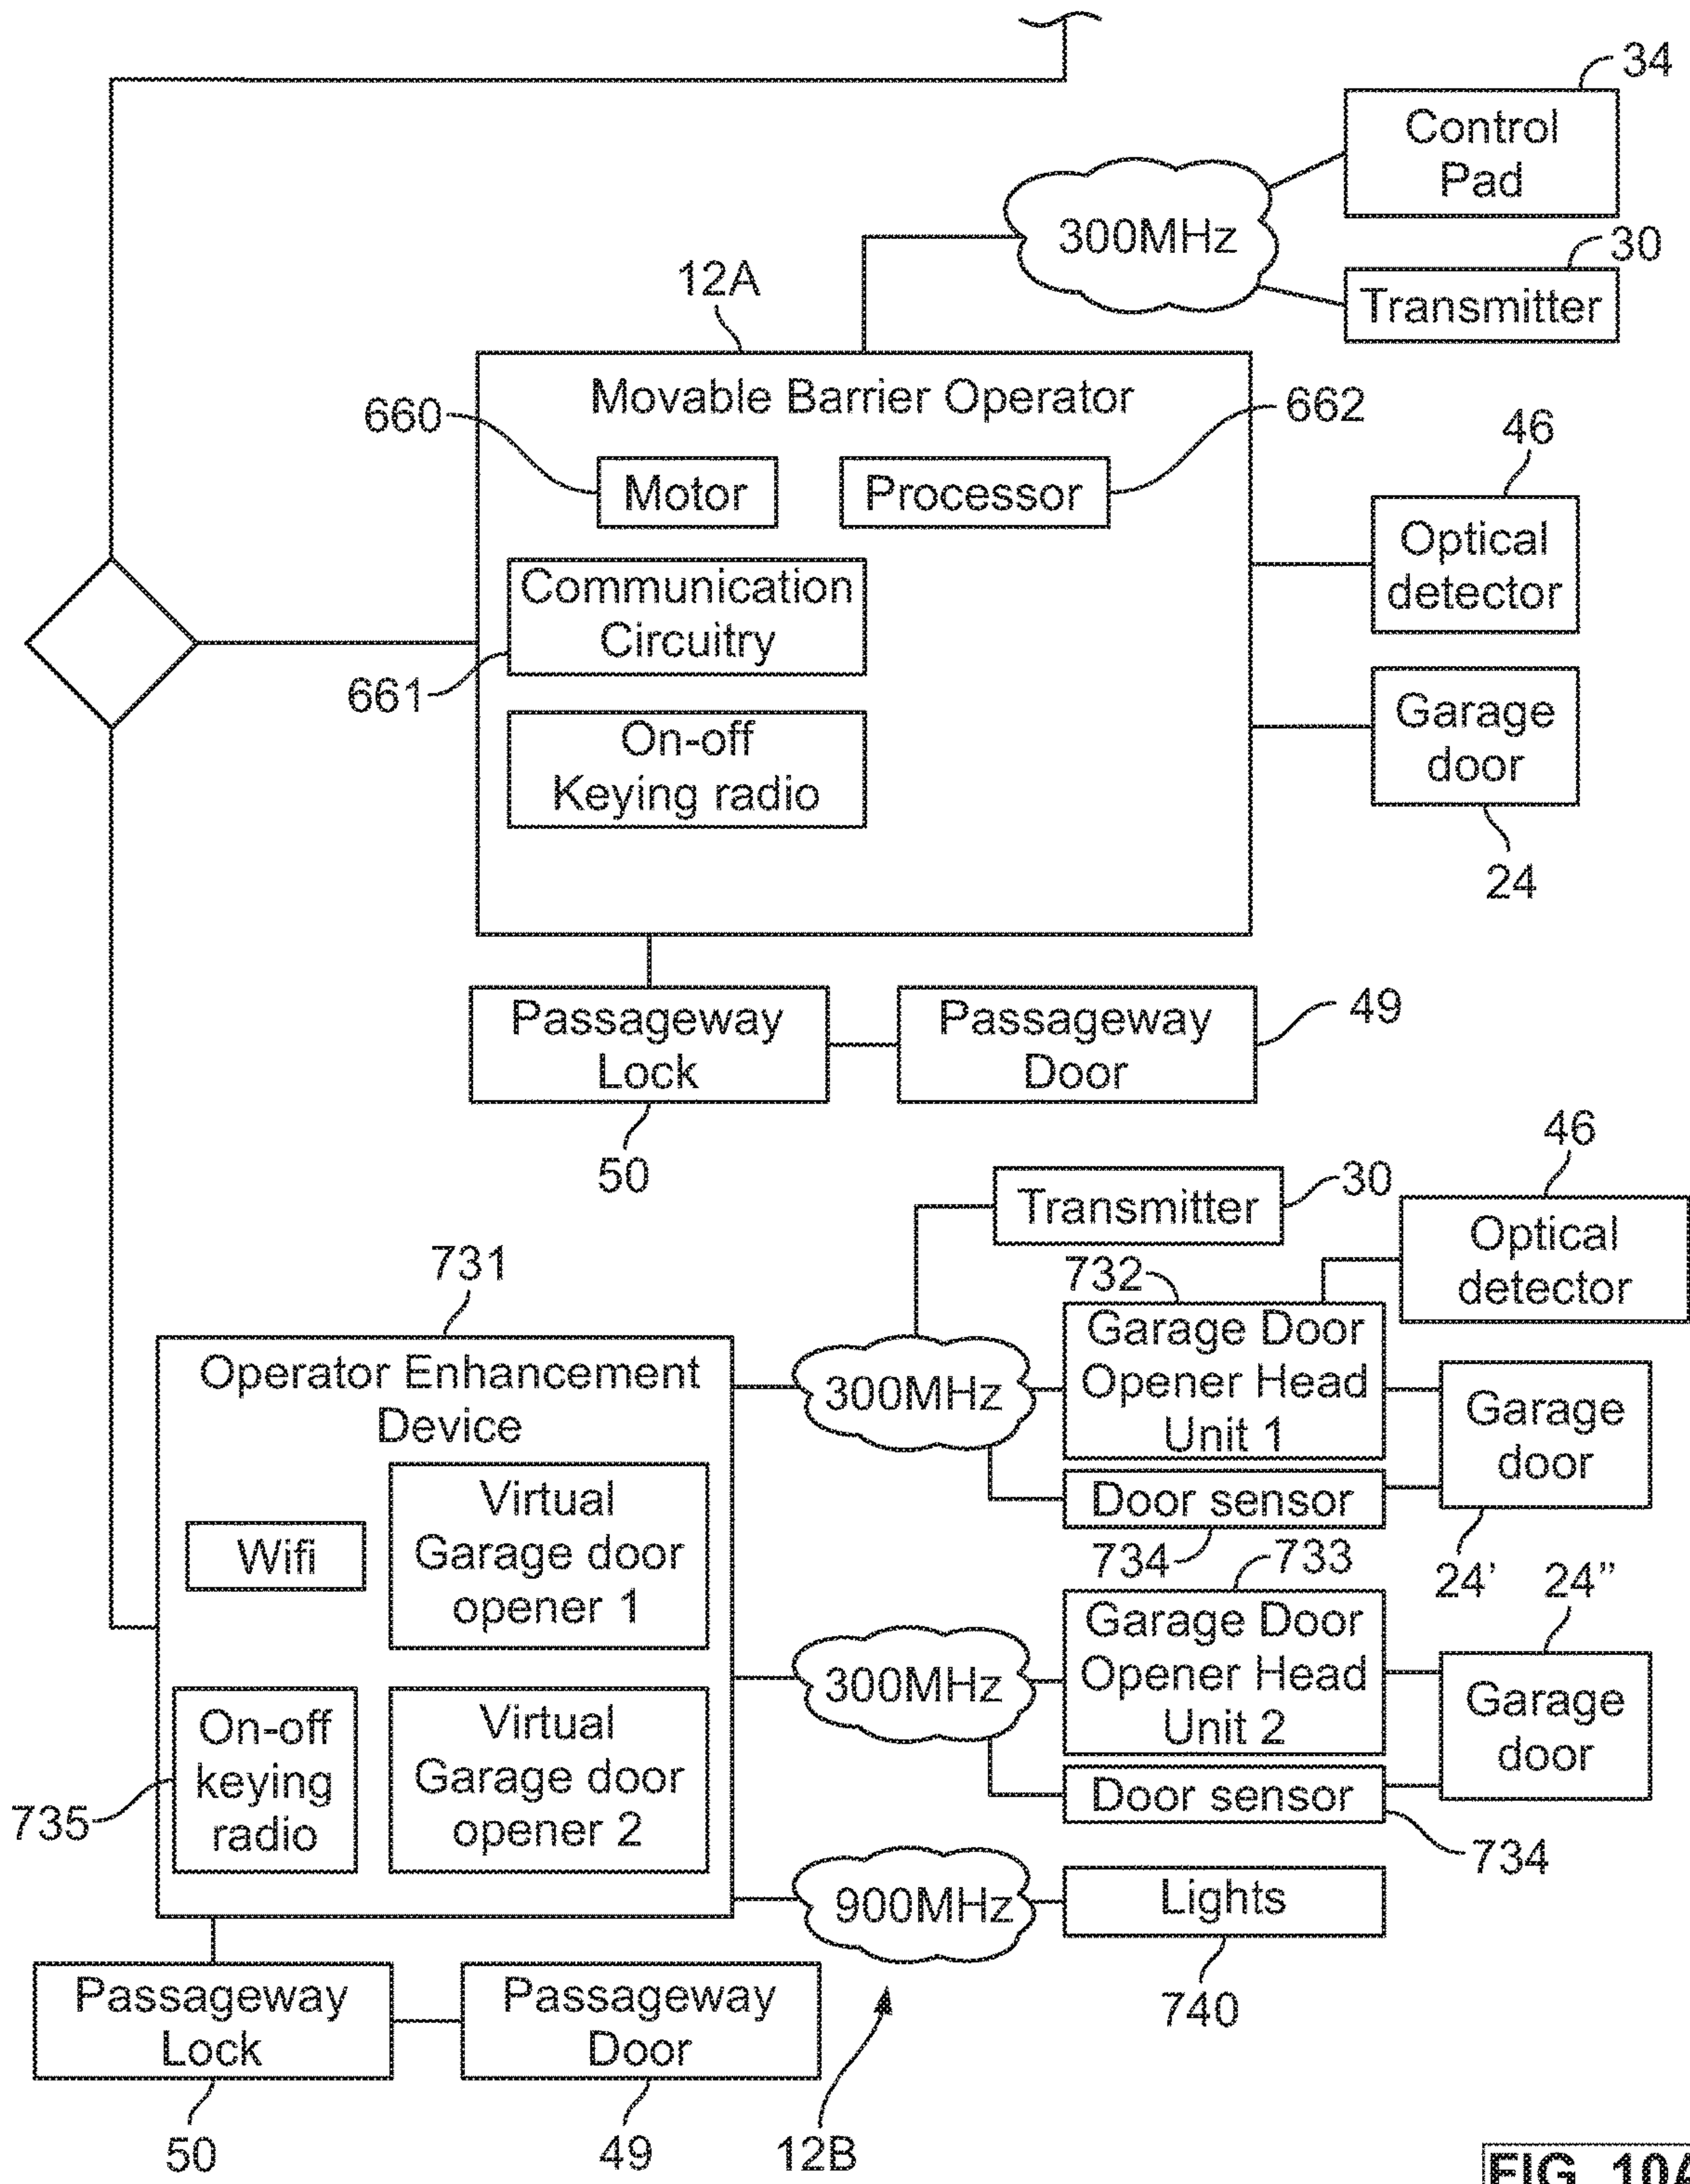 34
Control
Pad
300MHz
30
Transmitter
12A
Movable Barrier Operator
660
662
Motor
Processor
46
Optical
detector
Communication
Circuitry
661
Garage
door
24
On-off
Keying radio
Passageway
Lock
50
Passageway
Door
49
46
Transmitter
30
Optical
detector
731
732
Operator Enhancement
Device
300MHz
Garage Door
Opener Head
Unit 1
Garage
door
24'
Door sensor
734
Wifi
Virtual
Garage door
opener 1
733
24"
300MHz
Garage Door
Opener Head
Unit 2
Garage
door
On-off
keying
radio
735
Virtual
Garage door
opener 2
Door sensor
734
900MHz
Lights
740
Passageway
Lock
50
Passageway
Door
49
12B
FIG. 10A